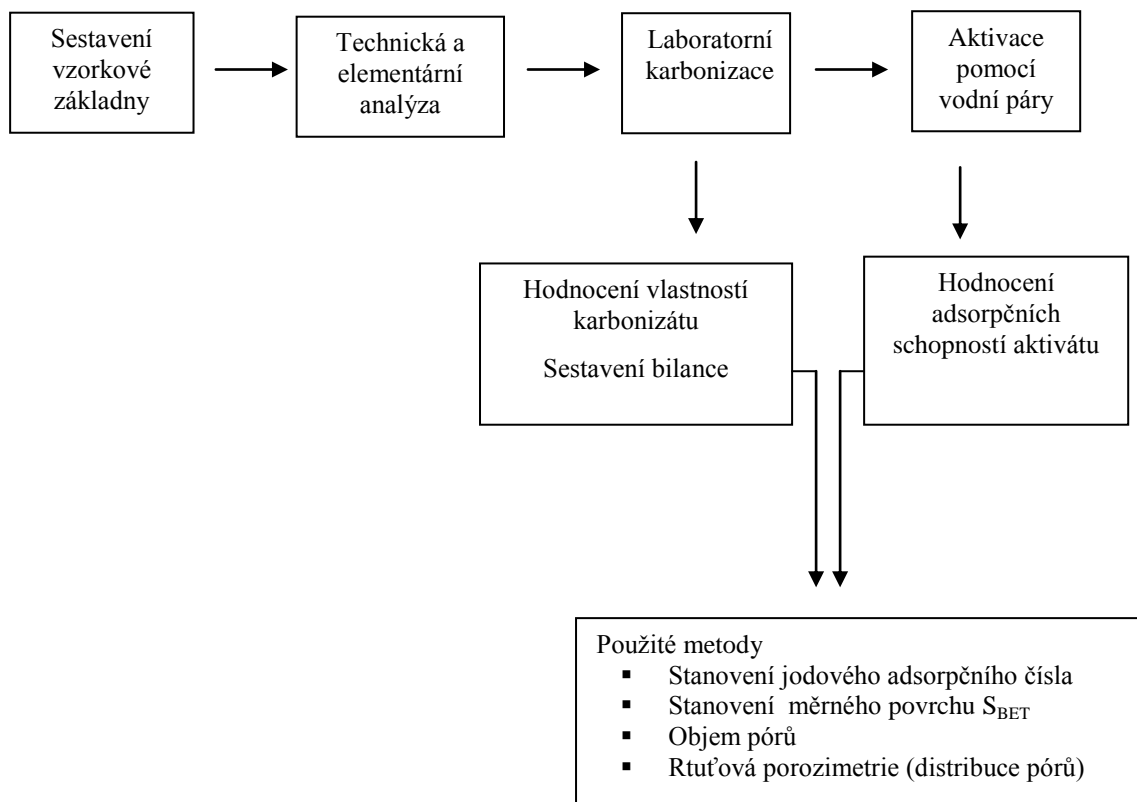 Sestavení
vzorkové
základny
Technická a
elementární
analýza
Laboratorní
karbonizace
Aktivace
pomocí
vodní páry
Hodnocení vlastností
karbonizátu
Sestavení bilance
Hodnocení
adsorpčních
schopností aktivátu
Použité metody
▪ Stanovení jodového adsorpčního čísla
▪ Stanovení měrného povrchu S_BET
▪ Objem pórů
▪ Rtuťová porozimetrie (distribuce pórů)